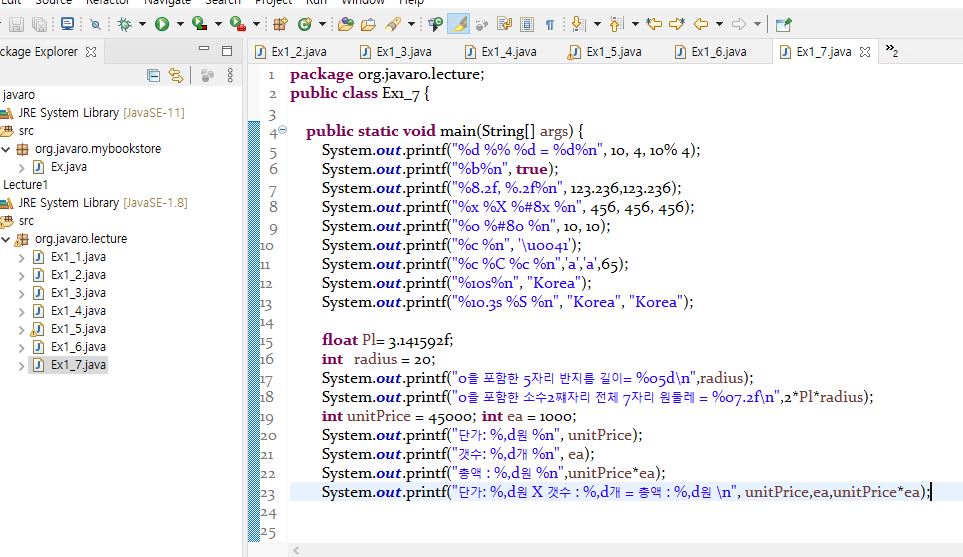 Edit Source Refactor Navigate Search Project Run Window Help
ckage Explorer
Ex1_2.java Ex1_3.java Ex1_4.java Ex1_5.java Ex1_6.java Ex1_7.java »2
javaro
JRE System Library [JavaSE-11]
src
org.javaro.mybookstore
Ex.java
Lecture1
JRE System Library [JavaSE-1.8]
src
org.javaro.lecture
Ex1_1.java
Ex1_2.java
Ex1_3.java
Ex1_4.java
Ex1_5.java
Ex1_6.java
Ex1_7.java
1 package org.javaro.lecture;
2 public class Ex1_7 {
3
4 public static void main(String[] args) {
5 System.out.printf("%d %% %d = %d%n", 10, 4, 10% 4);
6 System.out.printf("%b%n", true);
7 System.out.printf("%8.2f, %.2f%n", 123.236,123.236);
8 System.out.printf("%x %X %#8x %n", 456, 456, 456);
9 System.out.printf("%o %#8o %n", 10, 10);
10 System.out.printf("%c %n", '\u0041');
11 System.out.printf("%c %C %c %n",'a','a',65);
12 System.out.printf("%10s%n", "Korea");
13 System.out.printf("%10.3s %S %n", "Korea", "Korea");
14
15 float Pl= 3.141592f;
16 int radius = 20;
17 System.out.printf("0을 포함한 5자리 반지름 길이= %05d\n",radius);
18 System.out.printf("0을 포함한 소수2째자리 전체 7자리 원둘레 = %07.2f\n",2*Pl*radius);
19 int unitPrice = 45000; int ea = 1000;
20 System.out.printf("단가: %,d원 %n", unitPrice);
21 System.out.printf("갯수: %,d개 %n", ea);
22 System.out.printf("총액 : %,d원 %n",unitPrice*ea);
23 System.out.printf("단가: %,d원 X 갯수 : %,d개 = 총액 : %,d원 \n", unitPrice,ea,unitPrice*ea);
24
25